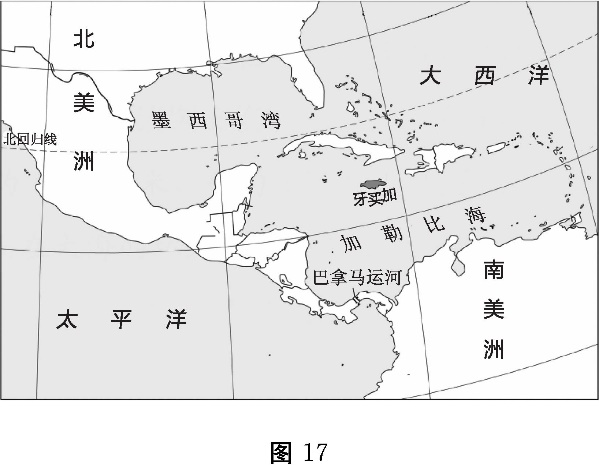 北美洲
大西洋
墨西哥湾
北回归线
牙买加
加勒比海
巴拿马运河
太平洋
南美洲
图 17